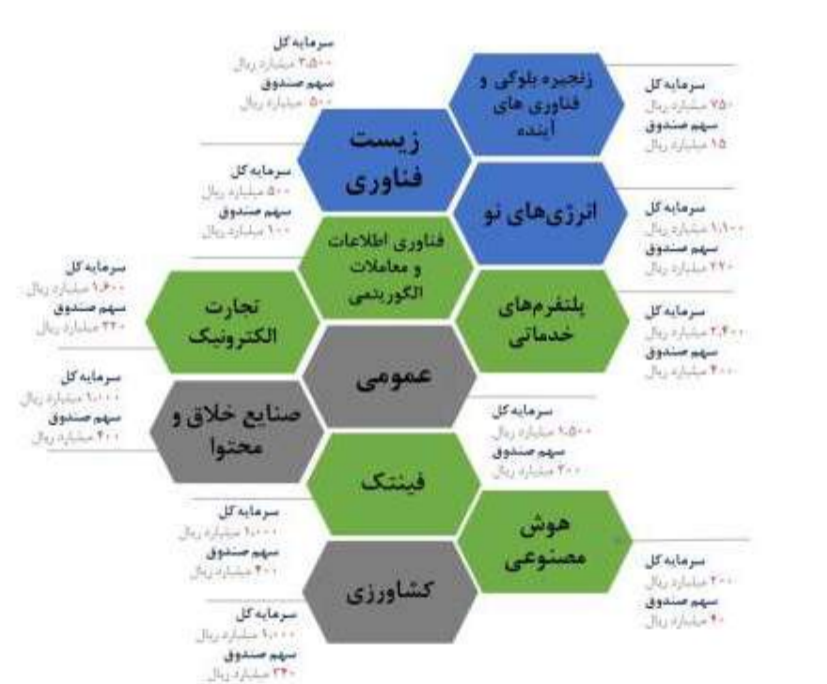 سرمایه کل
۳،۵۰۰ میلیارد ریال
سهم صندوق
۵۰۰ میلیارد ریال
زنجیره بلوکی و
فناوری های
آینده
سرمایه کل
۷۵۰ میلیارد ریال
سهم صندوق
۱۵ میلیارد ریال
زیست
فناوری
سرمایه کل
۵۰۰ میلیارد ریال
سهم صندوق
۱۰۰ میلیارد ریال
انرژی‌های نو
سرمایه کل
۱،۱۰۰ میلیارد ریال
سهم صندوق
۲۲۰ میلیارد ریال
فناوری اطلاعات
و معاملات
الگوریتمی
سرمایه کل
۱،۶۰۰ میلیارد ریال
سهم صندوق
۳۲۰ میلیارد ریال
تجارت
الکترونیک
پلتفرم‌های
خدماتی
سرمایه کل
۲،۴۰۰ میلیارد ریال
سهم صندوق
۴۰۰ میلیارد ریال
عمومی
سرمایه کل
۱،۰۰۰ میلیارد ریال
سهم صندوق
۴۰۰ میلیارد ریال
صنایع خلاق و
محتوا
سرمایه کل
۱،۵۰۰ میلیارد ریال
سهم صندوق
میلیارد ریال
فینتک
سرمایه کل
۱،۰۰۰ میلیارد ریال
سهم صندوق
۴۰۰ میلیارد ریال
هوش
مصنوعی
سرمایه کل
۲۰۰ میلیارد ریال
سهم صندوق
۴۰ میلیارد ریال
کشاورزی
سرمایه کل
۱،۰۰۰ میلیارد ریال
سهم صندوق
۳۴۰ میلیارد ریال